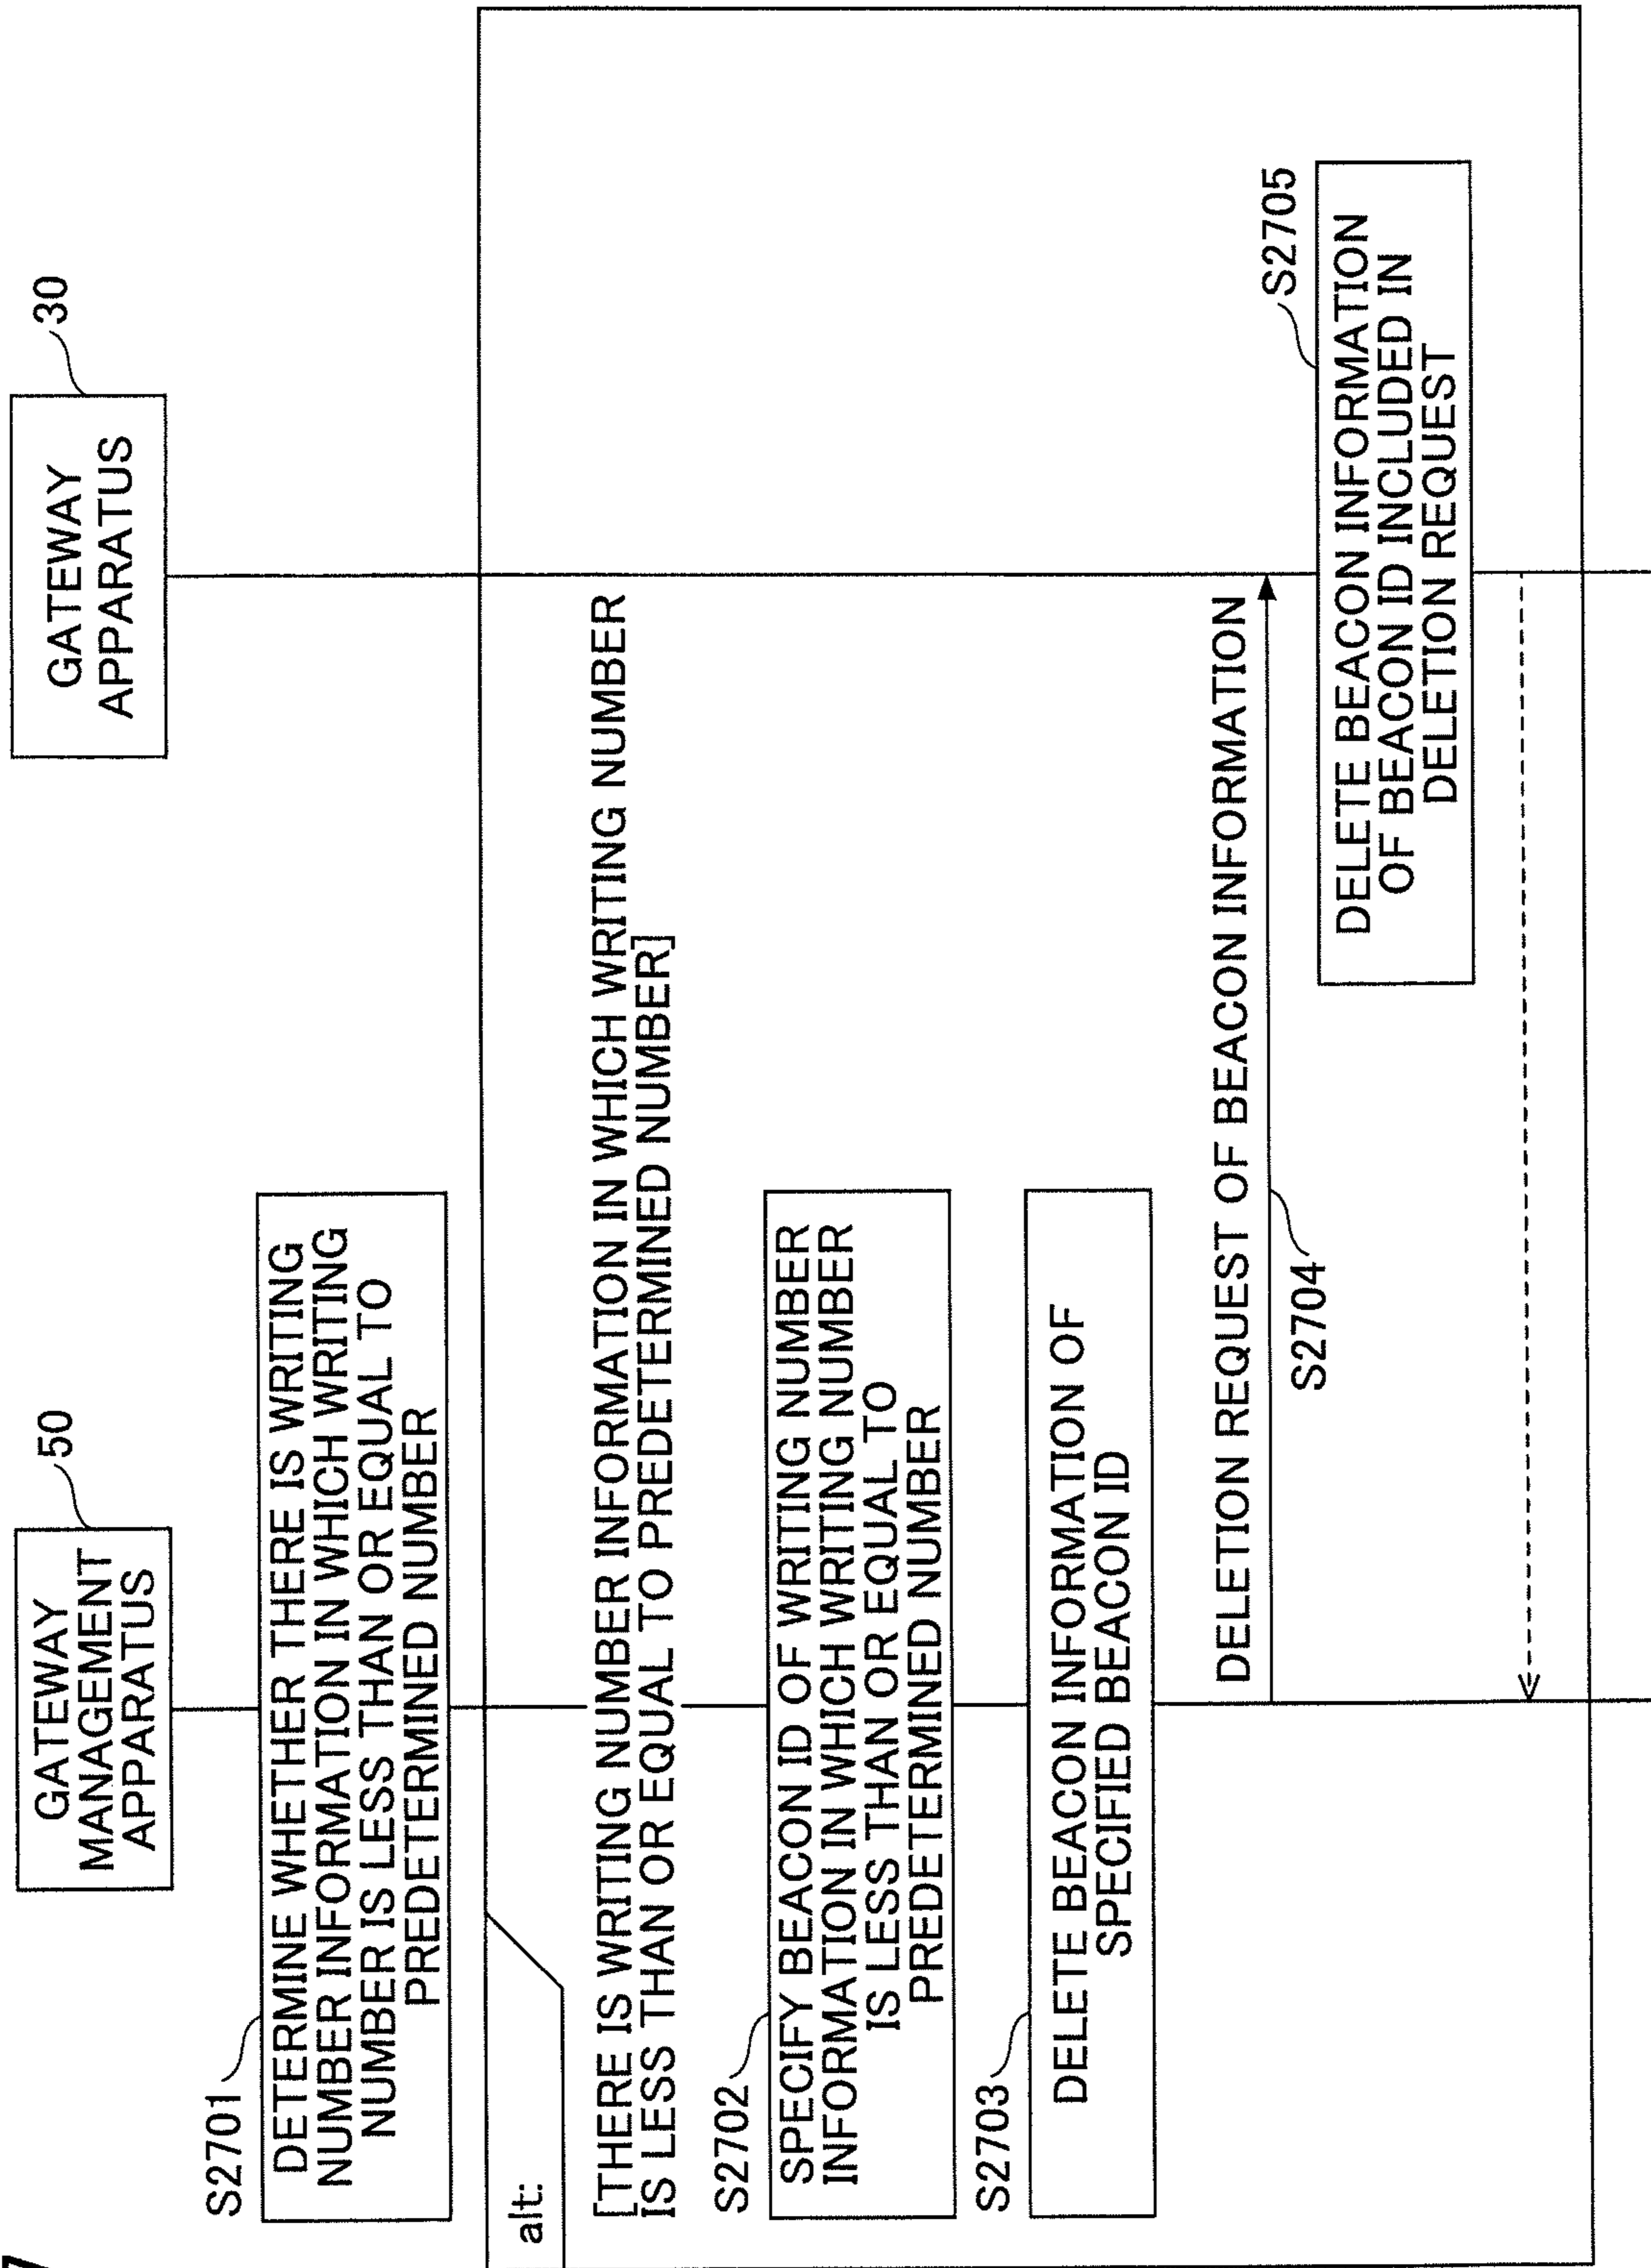 7
GATEWAY
MANAGEMENT
APPARATUS
50
GATEWAY
APPARATUS
30
S2701
DETERMINE WHETHER THERE IS WRITING
NUMBER INFORMATION IN WHICH WRITING
NUMBER IS LESS THAN OR EQUAL TO
PREDETERMINED NUMBER
alt:
[THERE IS WRITING NUMBER INFORMATION IN WHICH WRITING NUMBER
IS LESS THAN OR EQUAL TO PREDETERMINED NUMBER]
S2702
SPECIFY BEACON ID OF WRITING NUMBER
INFORMATION IN WHICH WRITING NUMBER
IS LESS THAN OR EQUAL TO
PREDETERMINED NUMBER
S2703
DELETE BEACON INFORMATION OF
SPECIFIED BEACON ID
DELETION REQUEST OF BEACON INFORMATION
S2704
S2705
DELETE BEACON INFORMATION
OF BEACON ID INCLUDED IN
DELETION REQUEST